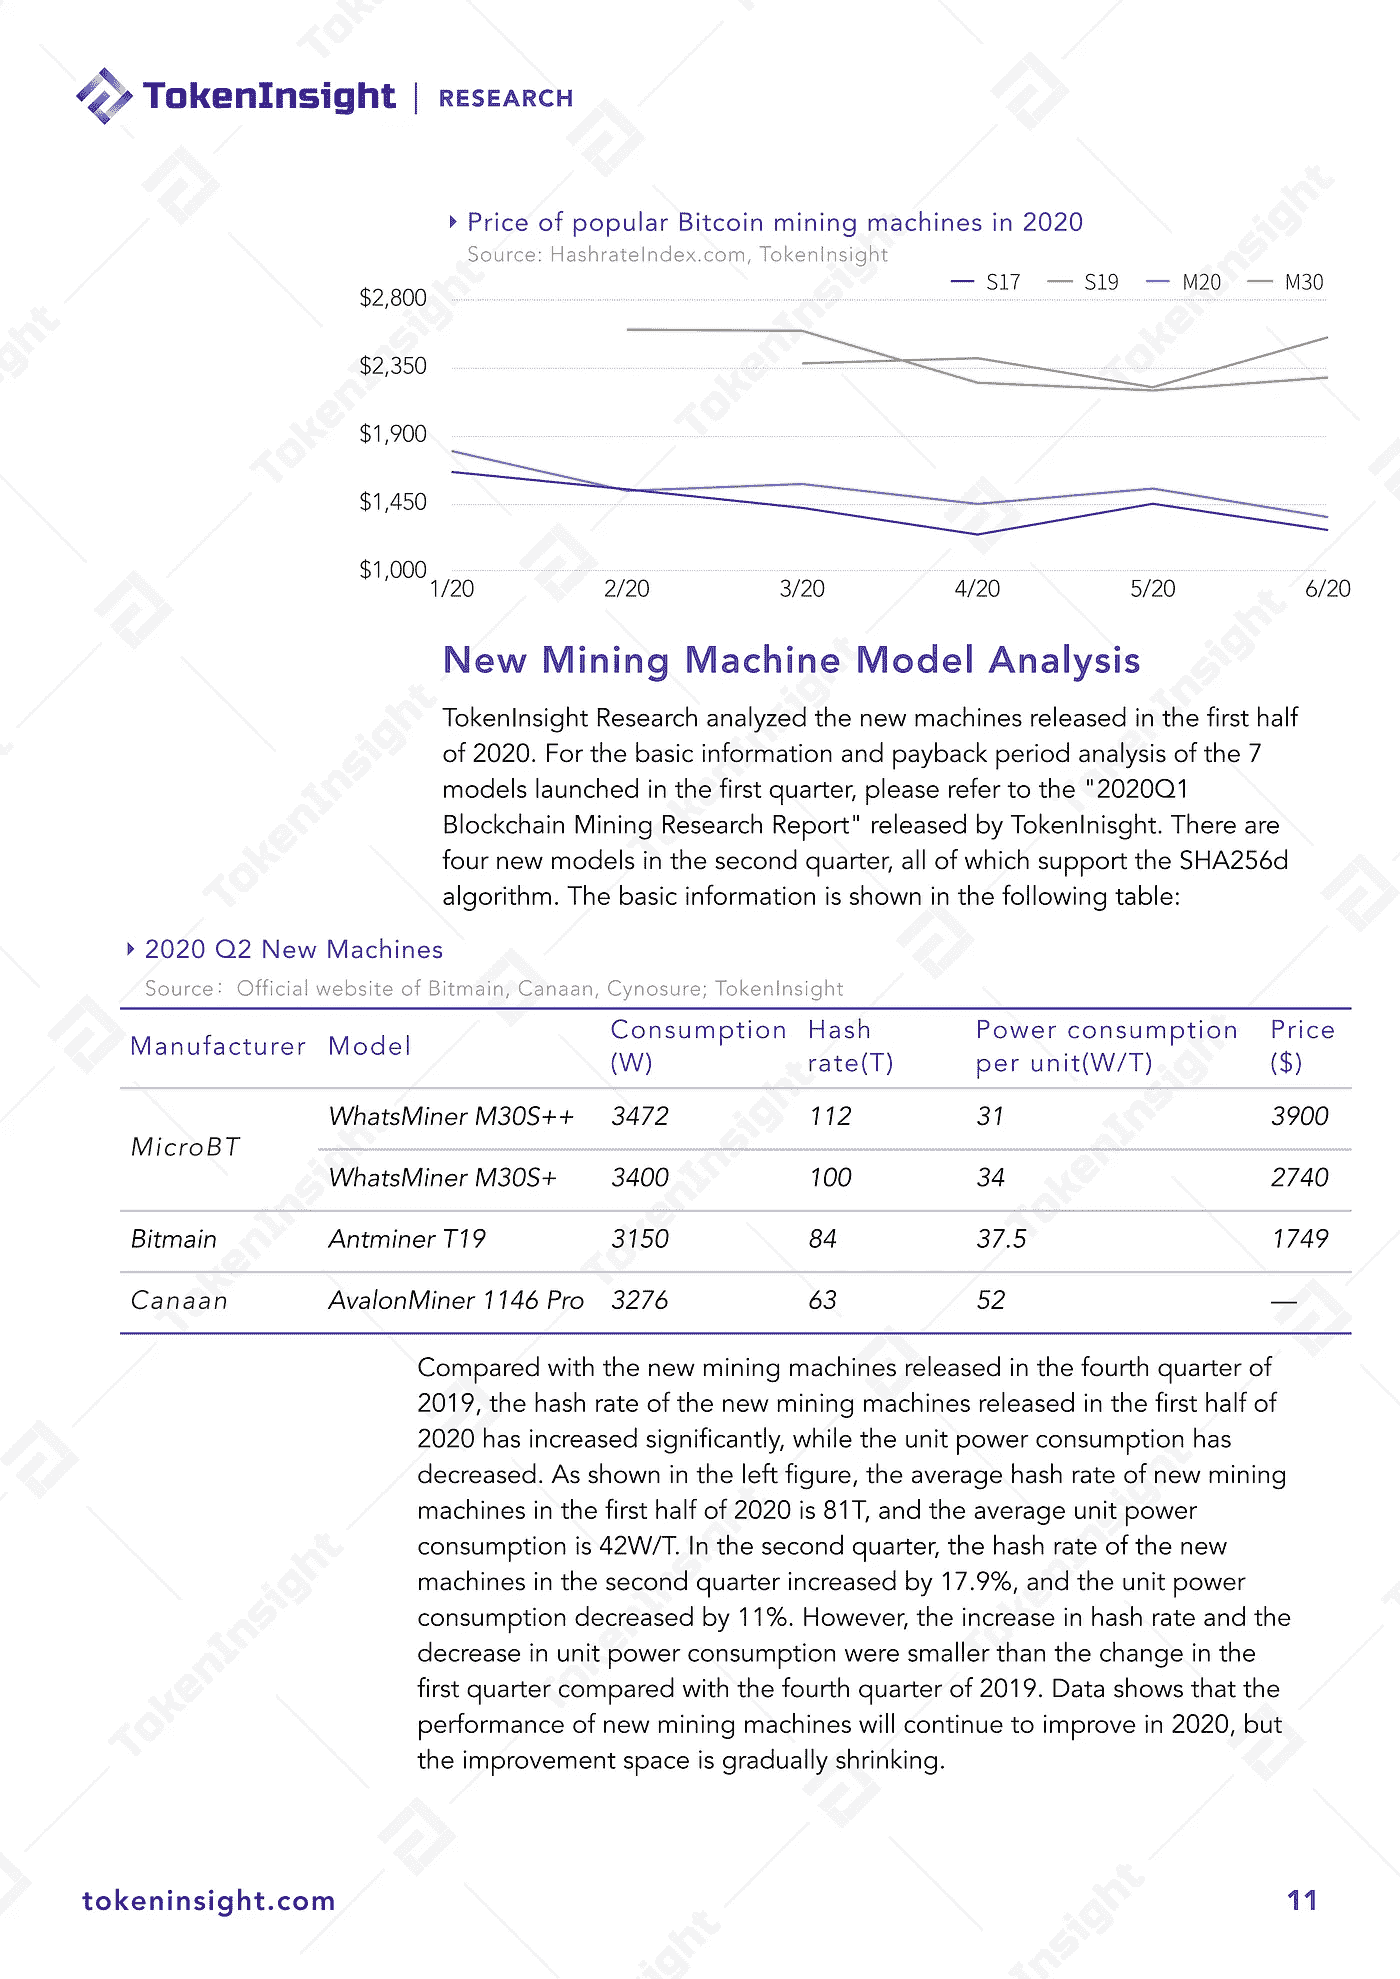 TokenInsight | RESEARCH
Price of popular Bitcoin mining machines in 2020
Source: HashrateIndex.com, TokenInsight
S17 S19 M20 M30
$2,800
$2,350
$1,900
$1,450
$1,000
1/20 2/20 3/20 4/20 5/20 6/20
New Mining Machine Model Analysis
TokenInsight Research analyzed the new machines released in the first half
of 2020. For the basic information and payback period analysis of the 7
models launched in the first quarter, please refer to the "2020Q1
Blockchain Mining Research Report" released by TokenInisght. There are
four new models in the second quarter, all of which support the SHA256d
algorithm. The basic information is shown in the following table:
2020 Q2 New Machines
Source: Official website of Bitmain, Canaan, Cynosure; TokenInsight
Manufacturer Model Consumption (W) Hash rate(T) Power consumption per unit(W/T) Price ($)
MicroBT WhatsMiner M30S++ 3472 112 31 3900
WhatsMiner M30S+ 3400 100 34 2740
Bitmain Antminer T19 3150 84 37.5 1749
Canaan AvalonMiner 1146 Pro 3276 63 52 —
Compared with the new mining machines released in the fourth quarter of
2019, the hash rate of the new mining machines released in the first half of
2020 has increased significantly, while the unit power consumption has
decreased. As shown in the left figure, the average hash rate of new mining
machines in the first half of 2020 is 81T, and the average unit power
consumption is 42W/T. In the second quarter, the hash rate of the new
machines in the second quarter increased by 17.9%, and the unit power
consumption decreased by 11%. However, the increase in hash rate and the
decrease in unit power consumption were smaller than the change in the
first quarter compared with the fourth quarter of 2019. Data shows that the
performance of new mining machines will continue to improve in 2020, but
the improvement space is gradually shrinking.
tokeninsight.com 11